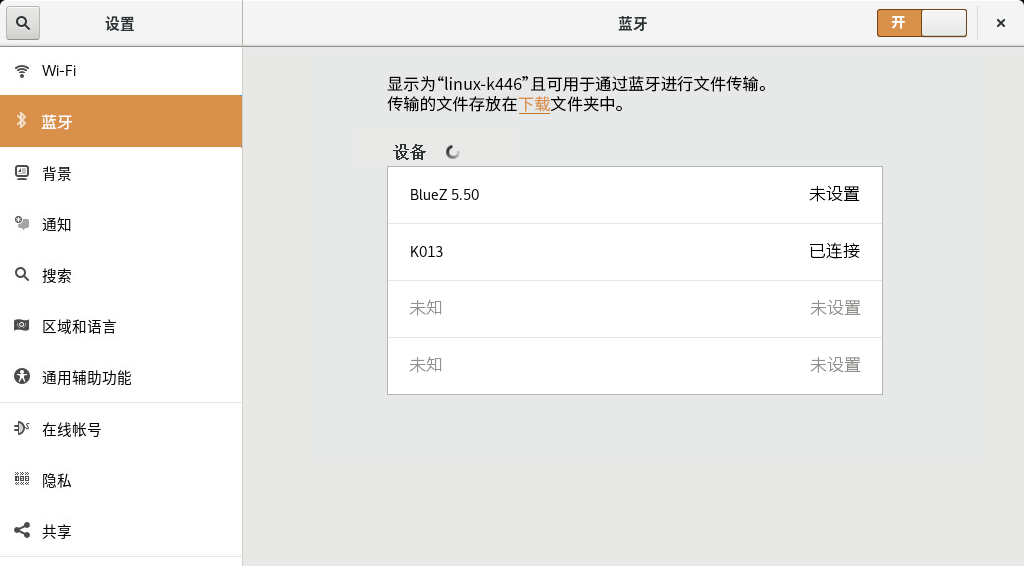 设置
蓝牙
开
Wi-Fi
蓝牙
背景
通知
搜索
区域和语言
通用辅助功能
在线帐号
隐私
共享
显示为“linux-k446”且可用于通过蓝牙进行文件传输。
传输的文件存放在下载文件夹中。
设备
BlueZ 5.50 未设置
K013 已连接
未知 未设置
未知 未设置